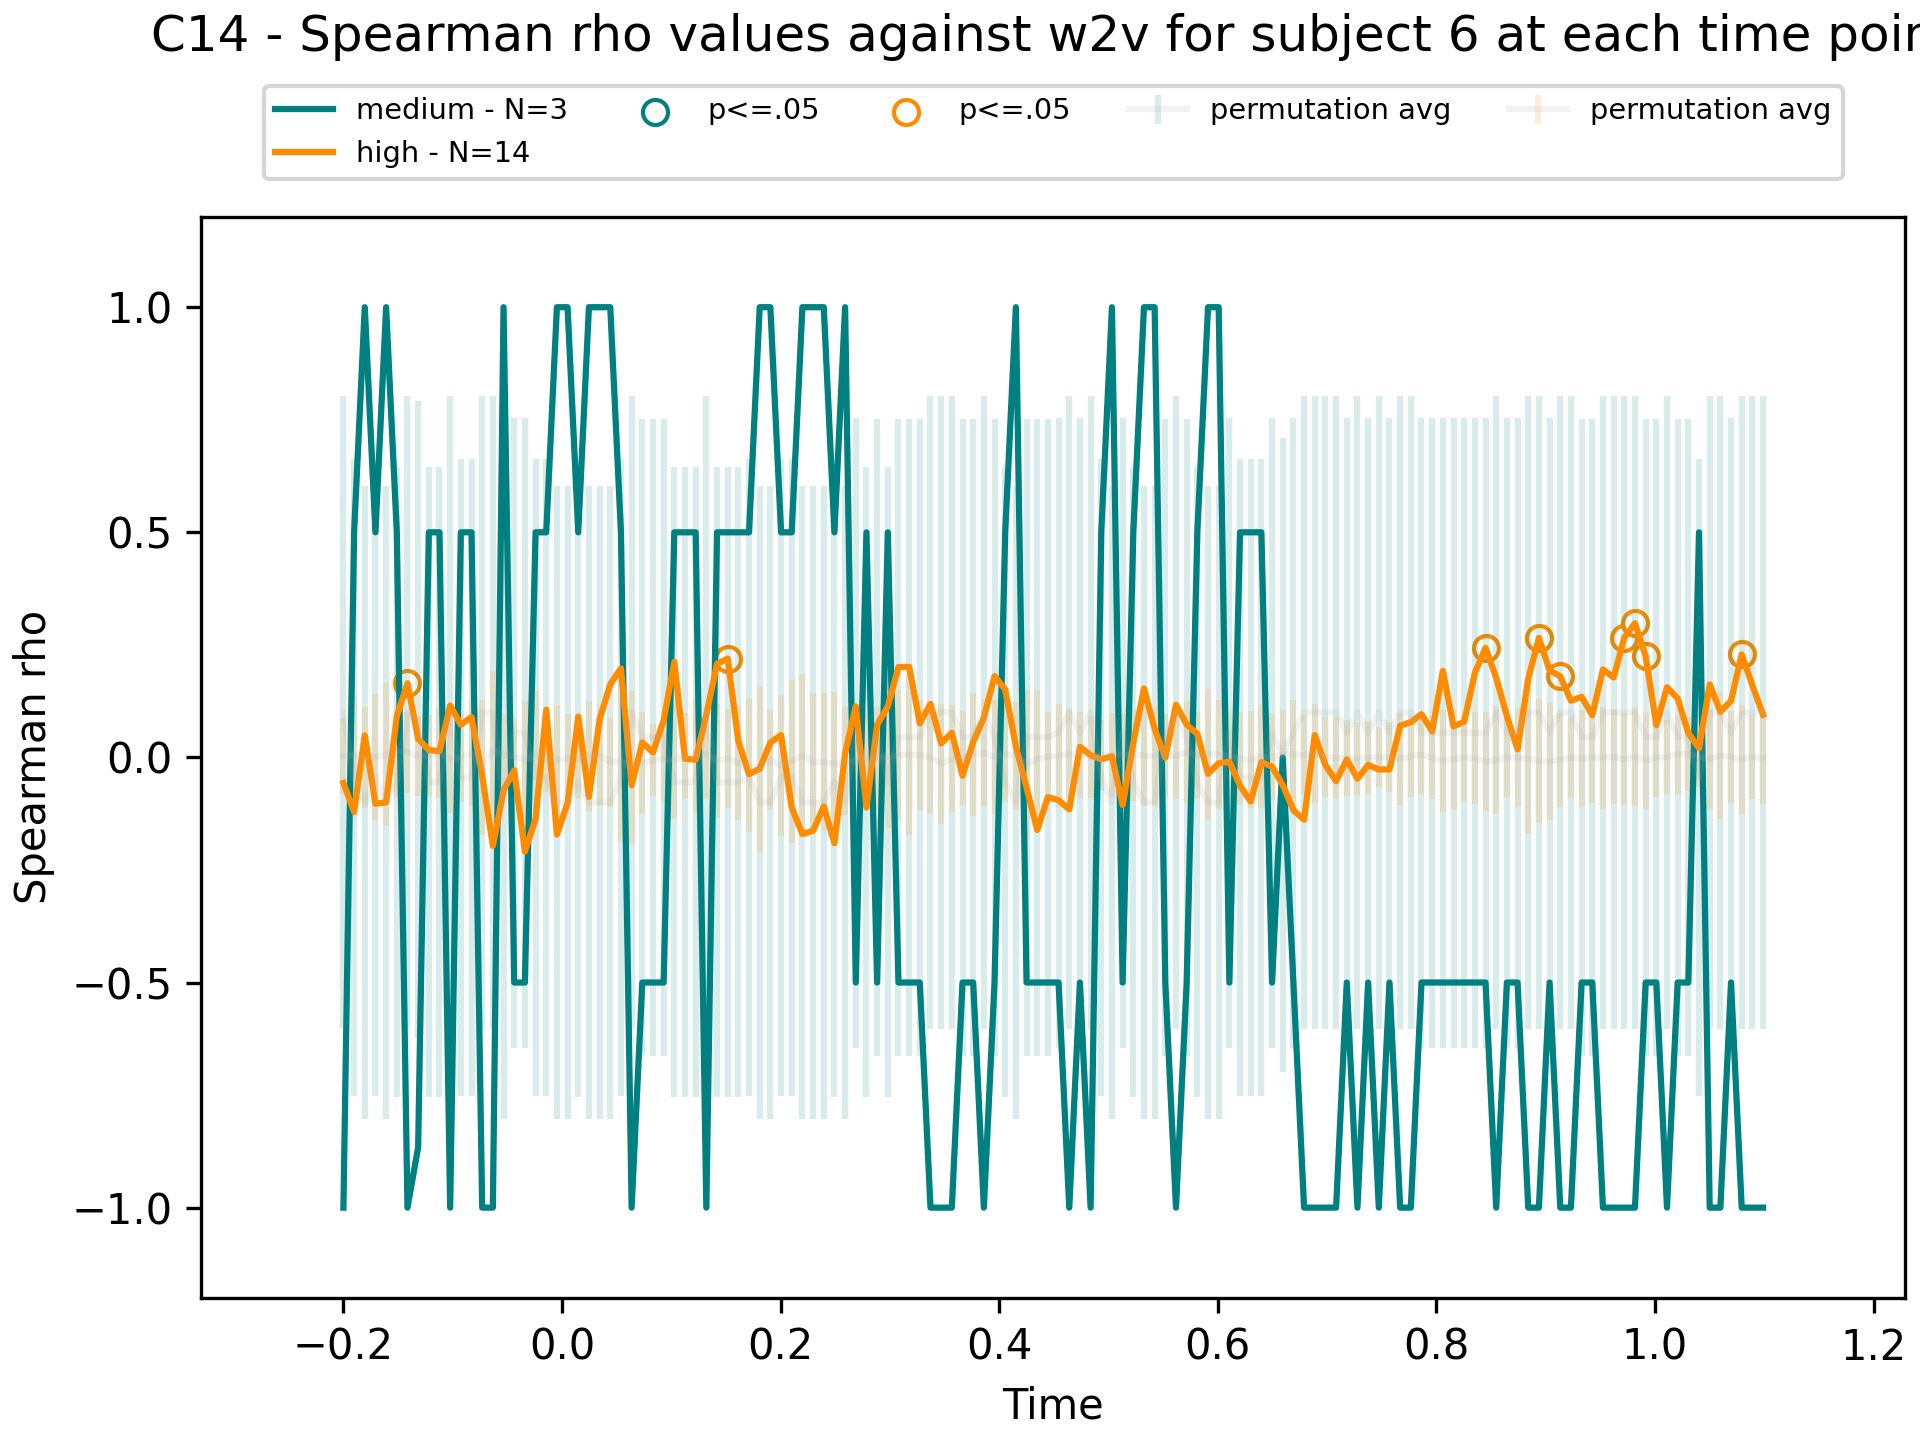 C14 - Spearman rho values against w2v for subject 6 at each time poin
medium - N=3
high - N=14
p<=.05
p<=.05
permutation avg
permutation avg
Spearman rho
1.0
0.5
0.0
−0.5
−1.0
−0.2
0.0
0.2
0.4
0.6
0.8
1.0
1.2
Time